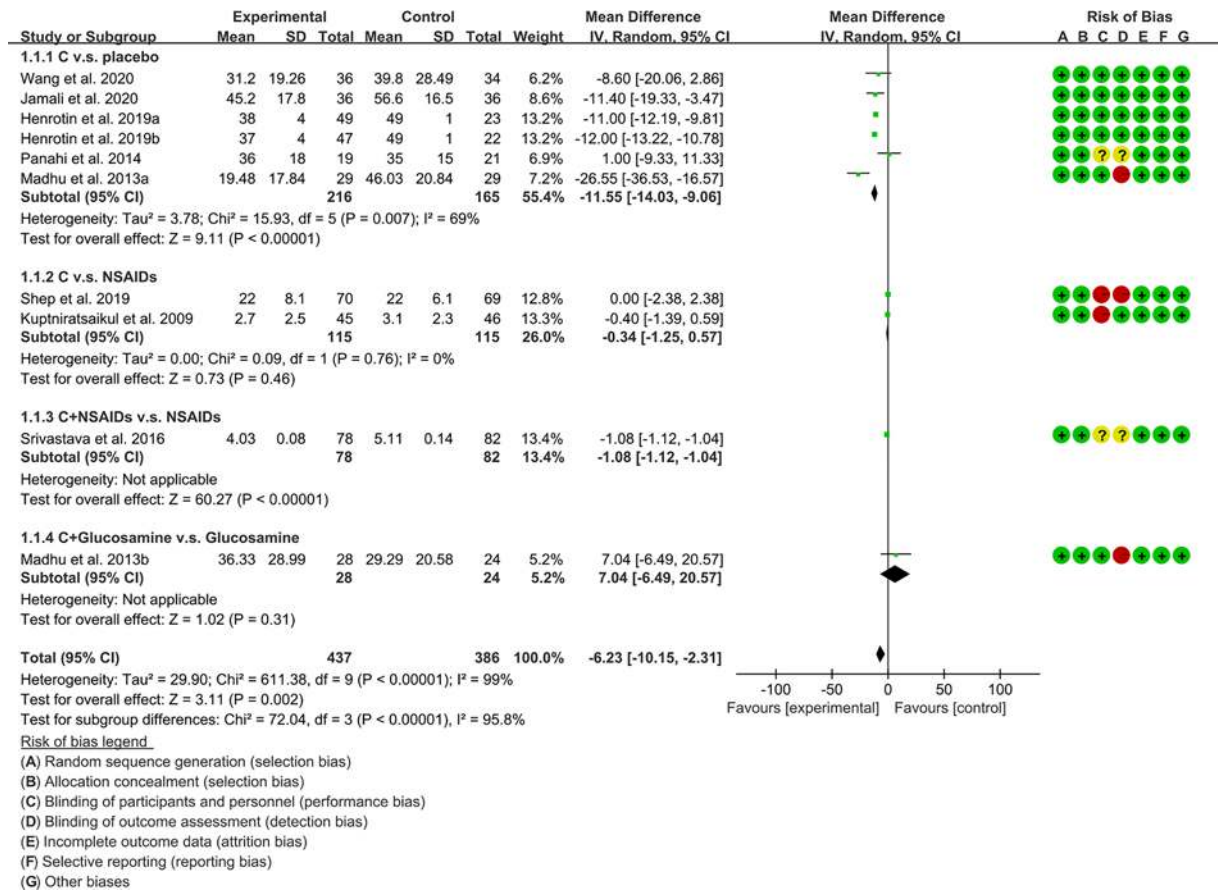 Experimental Control Mean Difference Mean Difference Risk of Bias
Study or Subgroup Mean SD Total Mean SD Total Weight IV, Random, 95% CI IV, Random, 95% CI A B C D E F G
1.1.1 C v.s. placebo
Wang et al. 2020 31.2 19.26 36 39.8 28.49 34 6.2% -8.60 [-20.06, 2.86] + + + + + + +
Jamali et al. 2020 45.2 17.8 36 56.6 16.5 36 8.6% -11.40 [-19.33, -3.47] + + + + + + +
Henrotin et al. 2019a 38 4 49 49 1 23 13.2% -11.00 [-12.19, -9.81] + + + + + + +
Henrotin et al. 2019b 37 4 47 49 1 22 13.2% -12.00 [-13.22, -10.78] + + + + + + +
Panahi et al. 2014 36 18 19 35 15 21 6.9% 1.00 [-9.33, 11.33] + + ? ? + + +
Madhu et al. 2013a 19.48 17.84 29 46.03 20.84 29 7.2% -26.55 [-36.53, -16.57] + + + + + +
Subtotal (95% CI) 216 165 55.4% -11.55 [-14.03, -9.06]
Heterogeneity: Tau² = 3.78; Chi² = 15.93, df = 5 (P = 0.007); I² = 69%
Test for overall effect: Z = 9.11 (P < 0.00001)
1.1.2 C v.s. NSAIDs
Shep et al. 2019 22 8.1 70 22 6.1 69 12.8% 0.00 [-2.38, 2.38] + + + + +
Kuptniratsaikul et al. 2009 2.7 2.5 45 3.1 2.3 46 13.3% -0.40 [-1.39, 0.59] + + + + + +
Subtotal (95% CI) 115 115 26.0% -0.34 [-1.25, 0.57]
Heterogeneity: Tau² = 0.00; Chi² = 0.09, df = 1 (P = 0.76); I² = 0%
Test for overall effect: Z = 0.73 (P = 0.46)
1.1.3 C+NSAIDs v.s. NSAIDs
Srivastava et al. 2016 4.03 0.08 78 5.11 0.14 82 13.4% -1.08 [-1.12, -1.04] + + ? ? + + +
Subtotal (95% CI) 78 82 13.4% -1.08 [-1.12, -1.04]
Heterogeneity: Not applicable
Test for overall effect: Z = 60.27 (P < 0.00001)
1.1.4 C+Glucosamine v.s. Glucosamine
Madhu et al. 2013b 36.33 28.99 28 29.29 20.58 24 5.2% 7.04 [-6.49, 20.57] + + + + + +
Subtotal (95% CI) 28 24 5.2% 7.04 [-6.49, 20.57]
Heterogeneity: Not applicable
Test for overall effect: Z = 1.02 (P = 0.31)
Total (95% CI) 437 386 100.0% -6.23 [-10.15, -2.31]
Heterogeneity: Tau² = 29.90; Chi² = 611.38, df = 9 (P < 0.00001); I² = 99%
Test for overall effect: Z = 3.11 (P = 0.002)
Test for subgroup differences: Chi² = 72.04, df = 3 (P < 0.00001), I² = 95.8%
-100 -50 0 50 100
Favours [experimental] Favours [control]
Risk of bias legend
(A) Random sequence generation (selection bias)
(B) Allocation concealment (selection bias)
(C) Blinding of participants and personnel (performance bias)
(D) Blinding of outcome assessment (detection bias)
(E) Incomplete outcome data (attrition bias)
(F) Selective reporting (reporting bias)
(G) Other biases